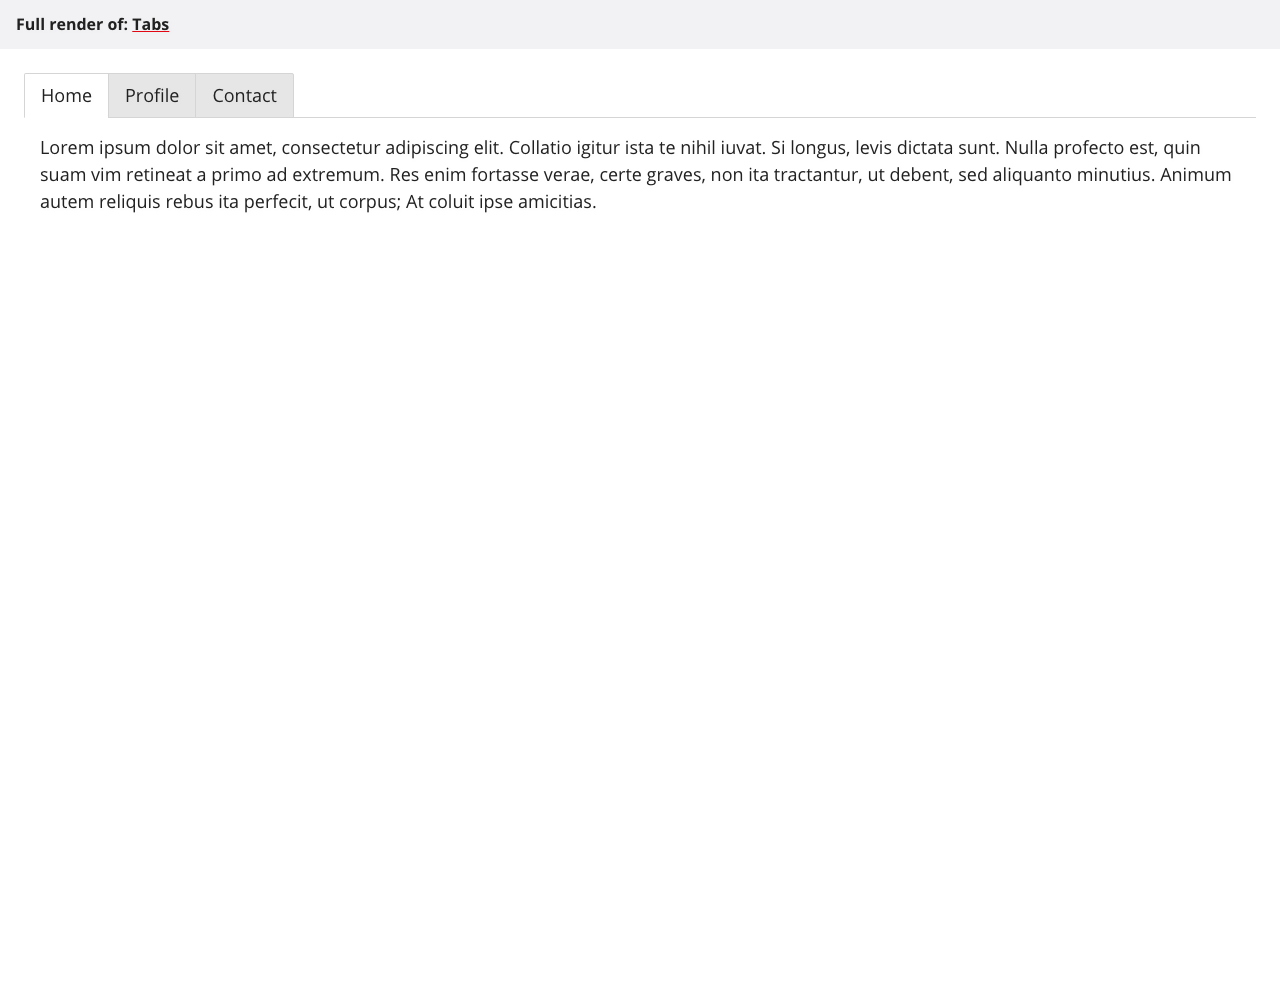 Full render of: Tabs
Home Profile Contact
Lorem ipsum dolor sit amet, consectetur adipiscing elit. Collatio igitur ista te nihil iuvat. Si longus, levis dictata sunt. Nulla profecto est, quin
suam vim retineat a primo ad extremum. Res enim fortasse verae, certe graves, non ita tractantur, ut debent, sed aliquanto minutius. Animum
autem reliquis rebus ita perfecit, ut corpus; At coluit ipse amicitias.